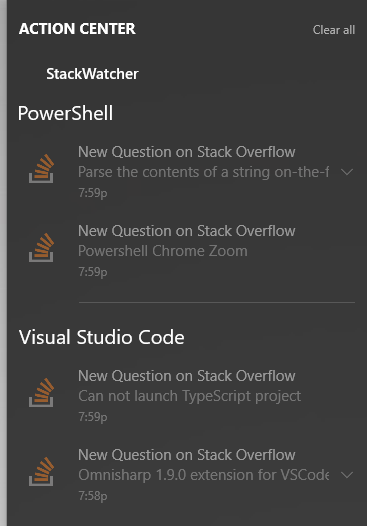 ACTION CENTER
Clear all
StackWatcher
PowerShell
New Question on Stack Overflow
Parse the contents of a string on-the-f
7:59p
New Question on Stack Overflow
Powershell Chrome Zoom
7:59p
Visual Studio Code
New Question on Stack Overflow
Can not launch TypeScript project
7:59p
New Question on Stack Overflow
Omnisharp 1.9.0 extension for VSCode
7:58p